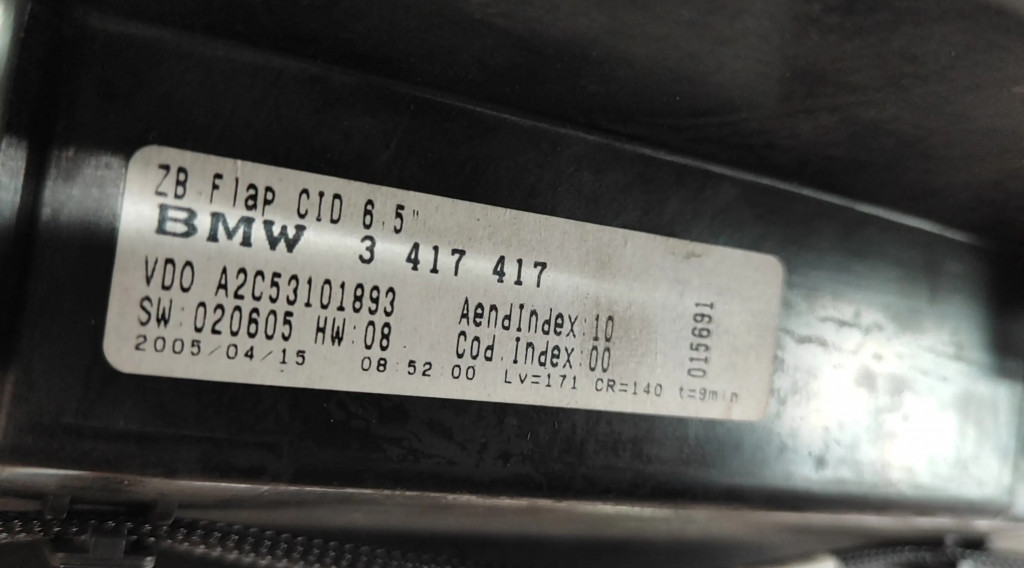 ZB Flap CID 6.5"
BMW 3 417 417
VDO A2C53101893 AendIndex:10
SW:020605 HW:08 Cod.Index:00
2005/04/15 08:52:00 Lv=171 CR=140 t=9min
015691